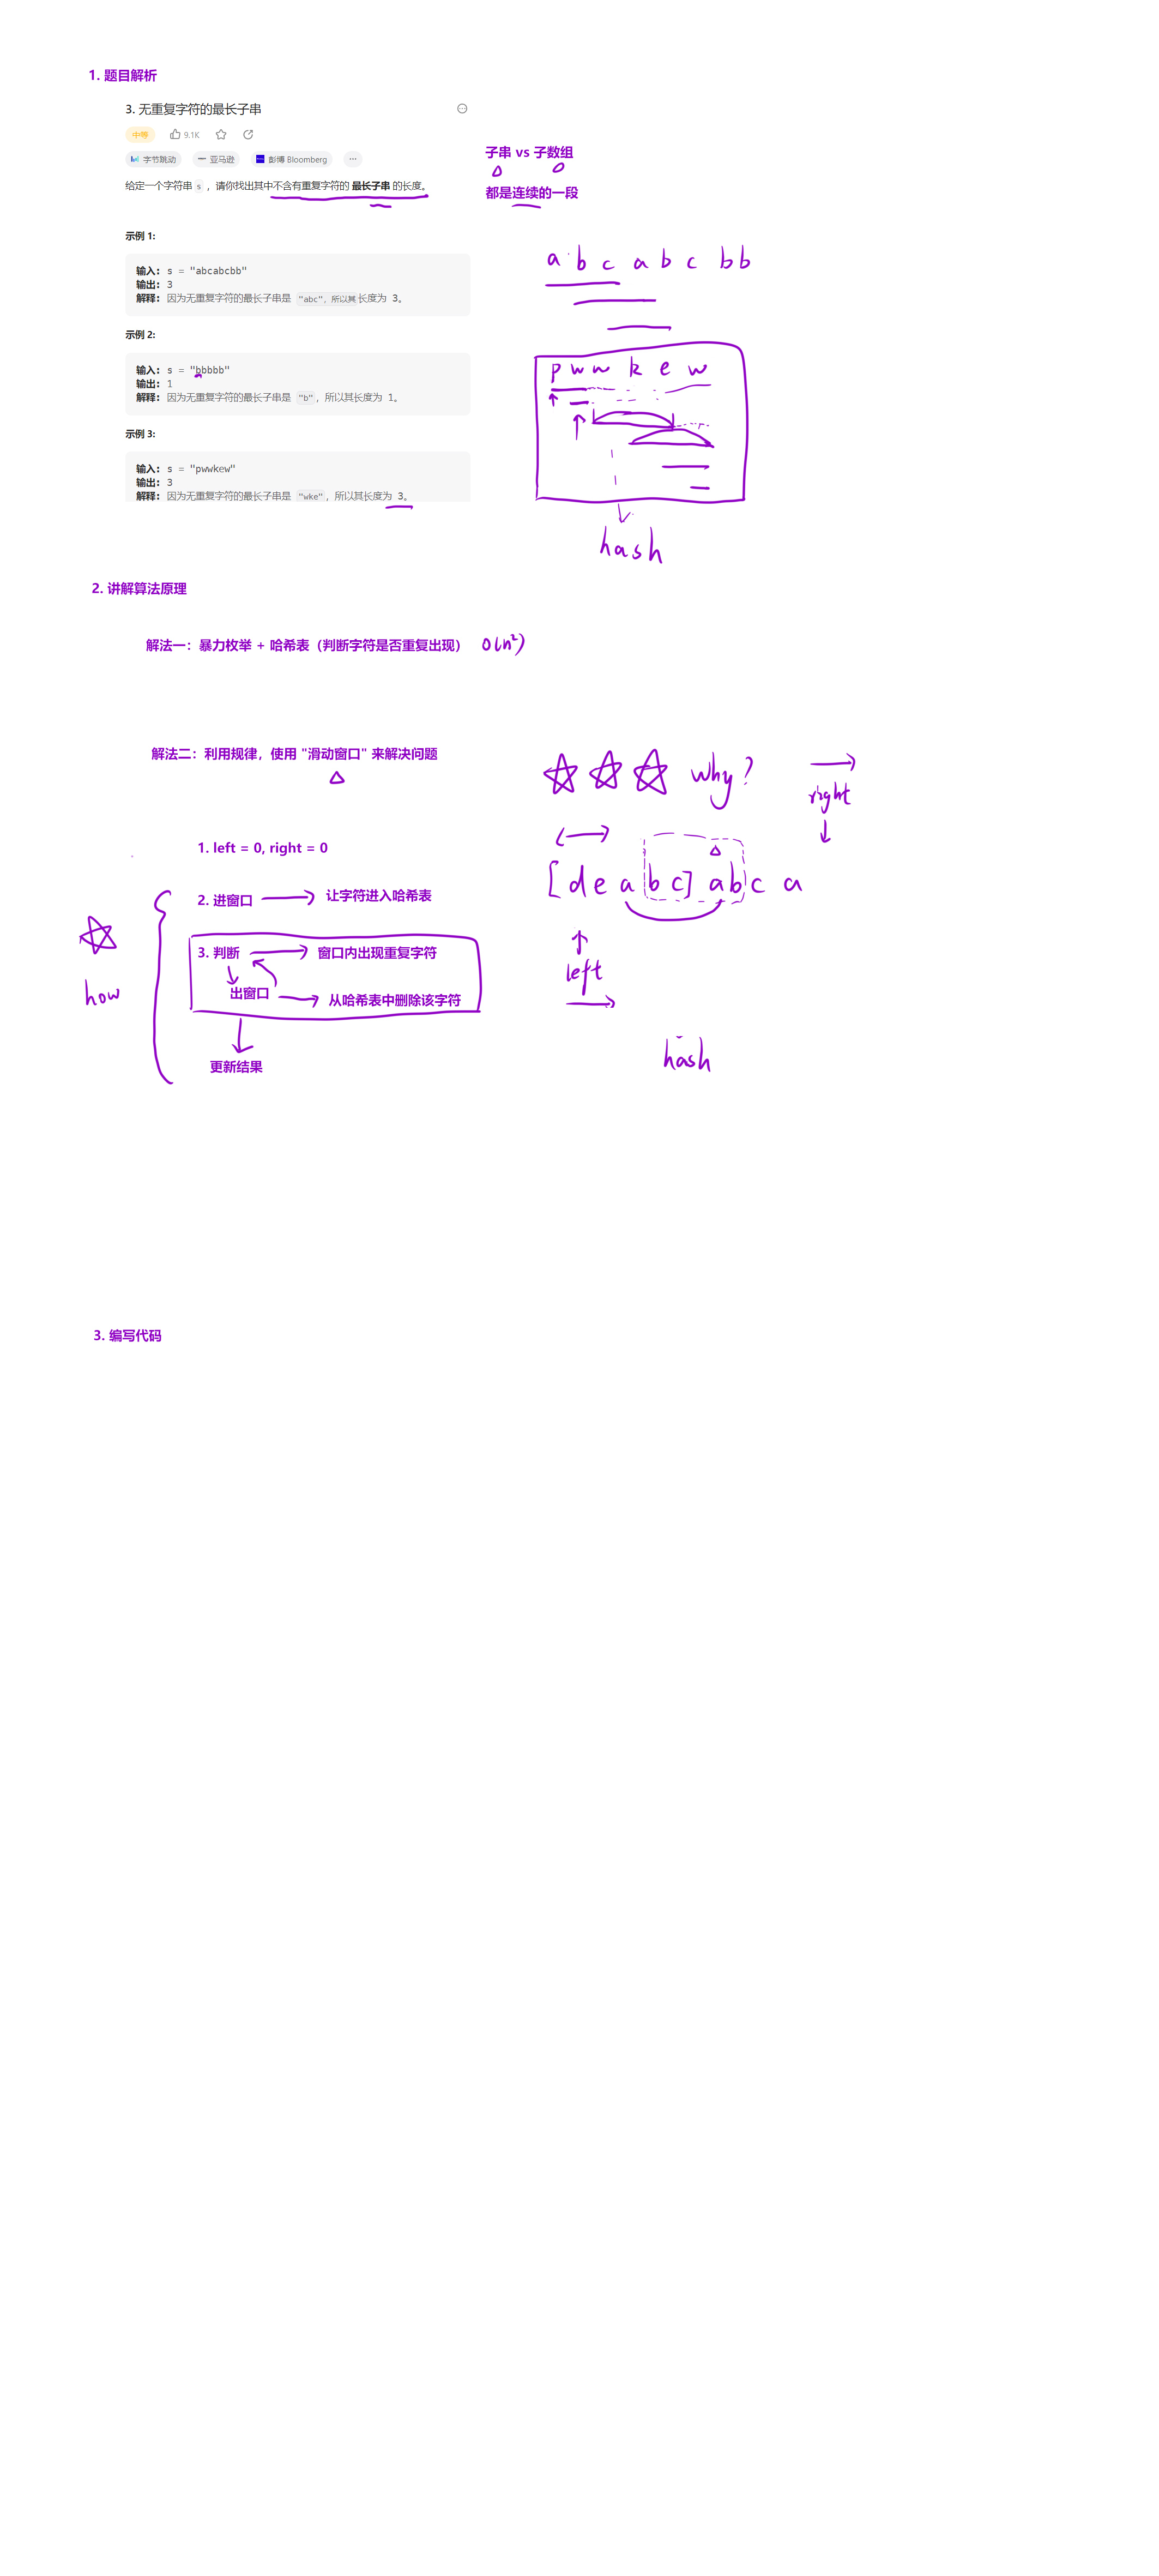 1. 题目解析
3. 无重复字符的最长子串
中等 9.1K
字节跳动 亚马逊 彭博 Bloomberg ...
给定一个字符串 s ，请你找出其中不含有重复字符的 最长子串 的长度。
子串 vs 子数组
都是连续的一段
示例 1:
输入: s = "abcabcbb"
输出: 3
解释: 因为无重复字符的最长子串是 "abc"，所以其长度为 3。
a b c a b c b b
示例 2:
输入: s = "bbbbb"
输出: 1
解释: 因为无重复字符的最长子串是 "b"，所以其长度为 1。
示例 3:
输入: s = "pwwkew"
输出: 3
解释: 因为无重复字符的最长子串是 "wke"，所以其长度为 3。
p w w k e w
hash
2. 讲解算法原理
解法一：暴力枚举 + 哈希表（判断字符是否重复出现） O(n²)
解法二：利用规律，使用 "滑动窗口" 来解决问题
why?
right
1. left = 0, right = 0
2. 进窗口
让字符进入哈希表
3. 判断
窗口内出现重复字符
出窗口
从哈希表中删除该字符
更新结果
how
[d e a b c] a b c a
left
hash
3. 编写代码